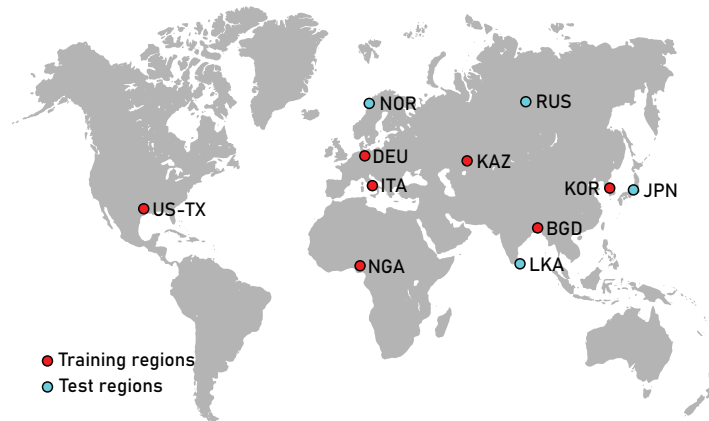 NOR
RUS
DEU
KAZ
ITA
KOR
JPN
US-TX
BGD
NGA
LKA
Training regions
Test regions